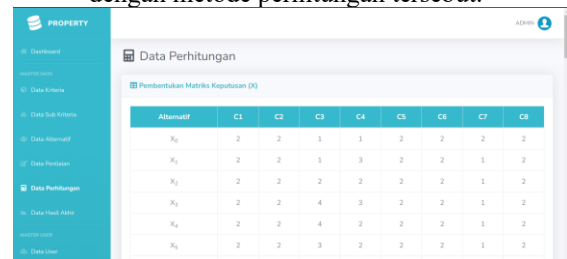 dengan metode perhitungan tersebut.
PROPERTY
ADMIN
Dashboard
MASTER DATA
Data Kriteria
Data Sub Kriteria
Data Alternatif
Data Penilaian
Data Perhitungan
Data Hasil Akhir
MASTER USER
Data User
Data Perhitungan
Pembentukan Matriks Keputusan (X)
Alternatif C1 C2 C3 C4 C5 C6 C7 C8
X0 2 2 1 1 2 2 2 2
X1 2 2 1 3 2 2 1 2
X2 2 2 2 2 2 2 1 2
X3 2 2 4 3 2 2 1 2
X4 2 2 4 2 2 2 1 2
X5 2 2 3 2 2 2 1 2